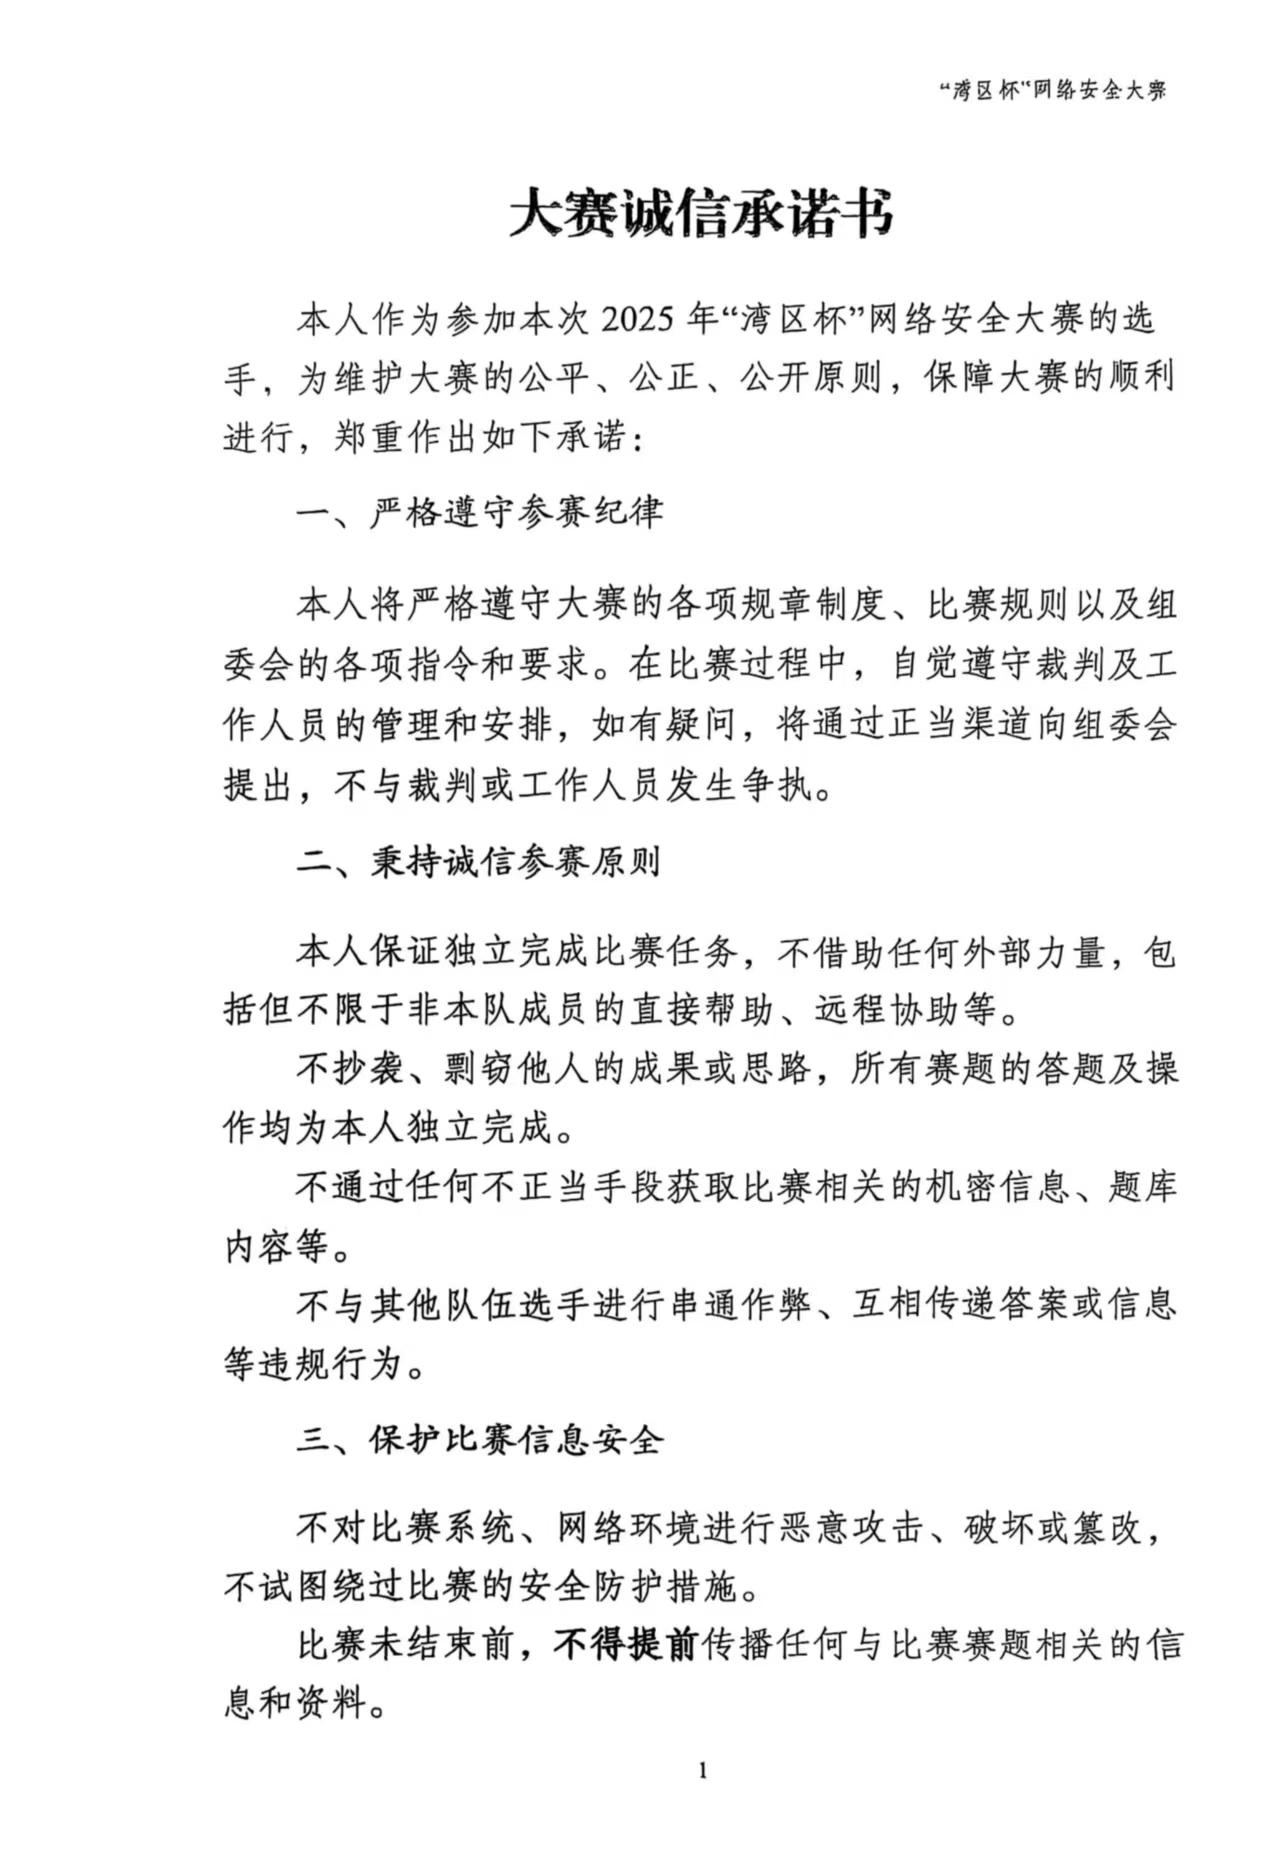 “湾区杯”网络安全大赛
大赛诚信承诺书
本人作为参加本次 2025 年“湾区杯”网络安全大赛的选
手，为维护大赛的公平、公正、公开原则，保障大赛的顺利
进行，郑重作出如下承诺：
一、严格遵守参赛纪律
本人将严格遵守大赛的各项规章制度、比赛规则以及组
委会的各项指令和要求。在比赛过程中，自觉遵守裁判及工
作人员的管理和安排，如有疑问，将通过正当渠道向组委会
提出，不与裁判或工作人员发生争执。
二、秉持诚信参赛原则
本人保证独立完成比赛任务，不借助任何外部力量，包
括但不限于非本队成员的直接帮助、远程协助等。
不抄袭、剽窃他人的成果或思路，所有赛题的答题及操
作均为本人独立完成。
不通过任何不正当手段获取比赛相关的机密信息、题库
内容等。
不与其他队伍选手进行串通作弊、互相传递答案或信息
等违规行为。
三、保护比赛信息安全
不对比赛系统、网络环境进行恶意攻击、破坏或篡改，
不试图绕过比赛的安全防护措施。
比赛未结束前，不得提前传播任何与比赛赛题相关的信
息和资料。
1